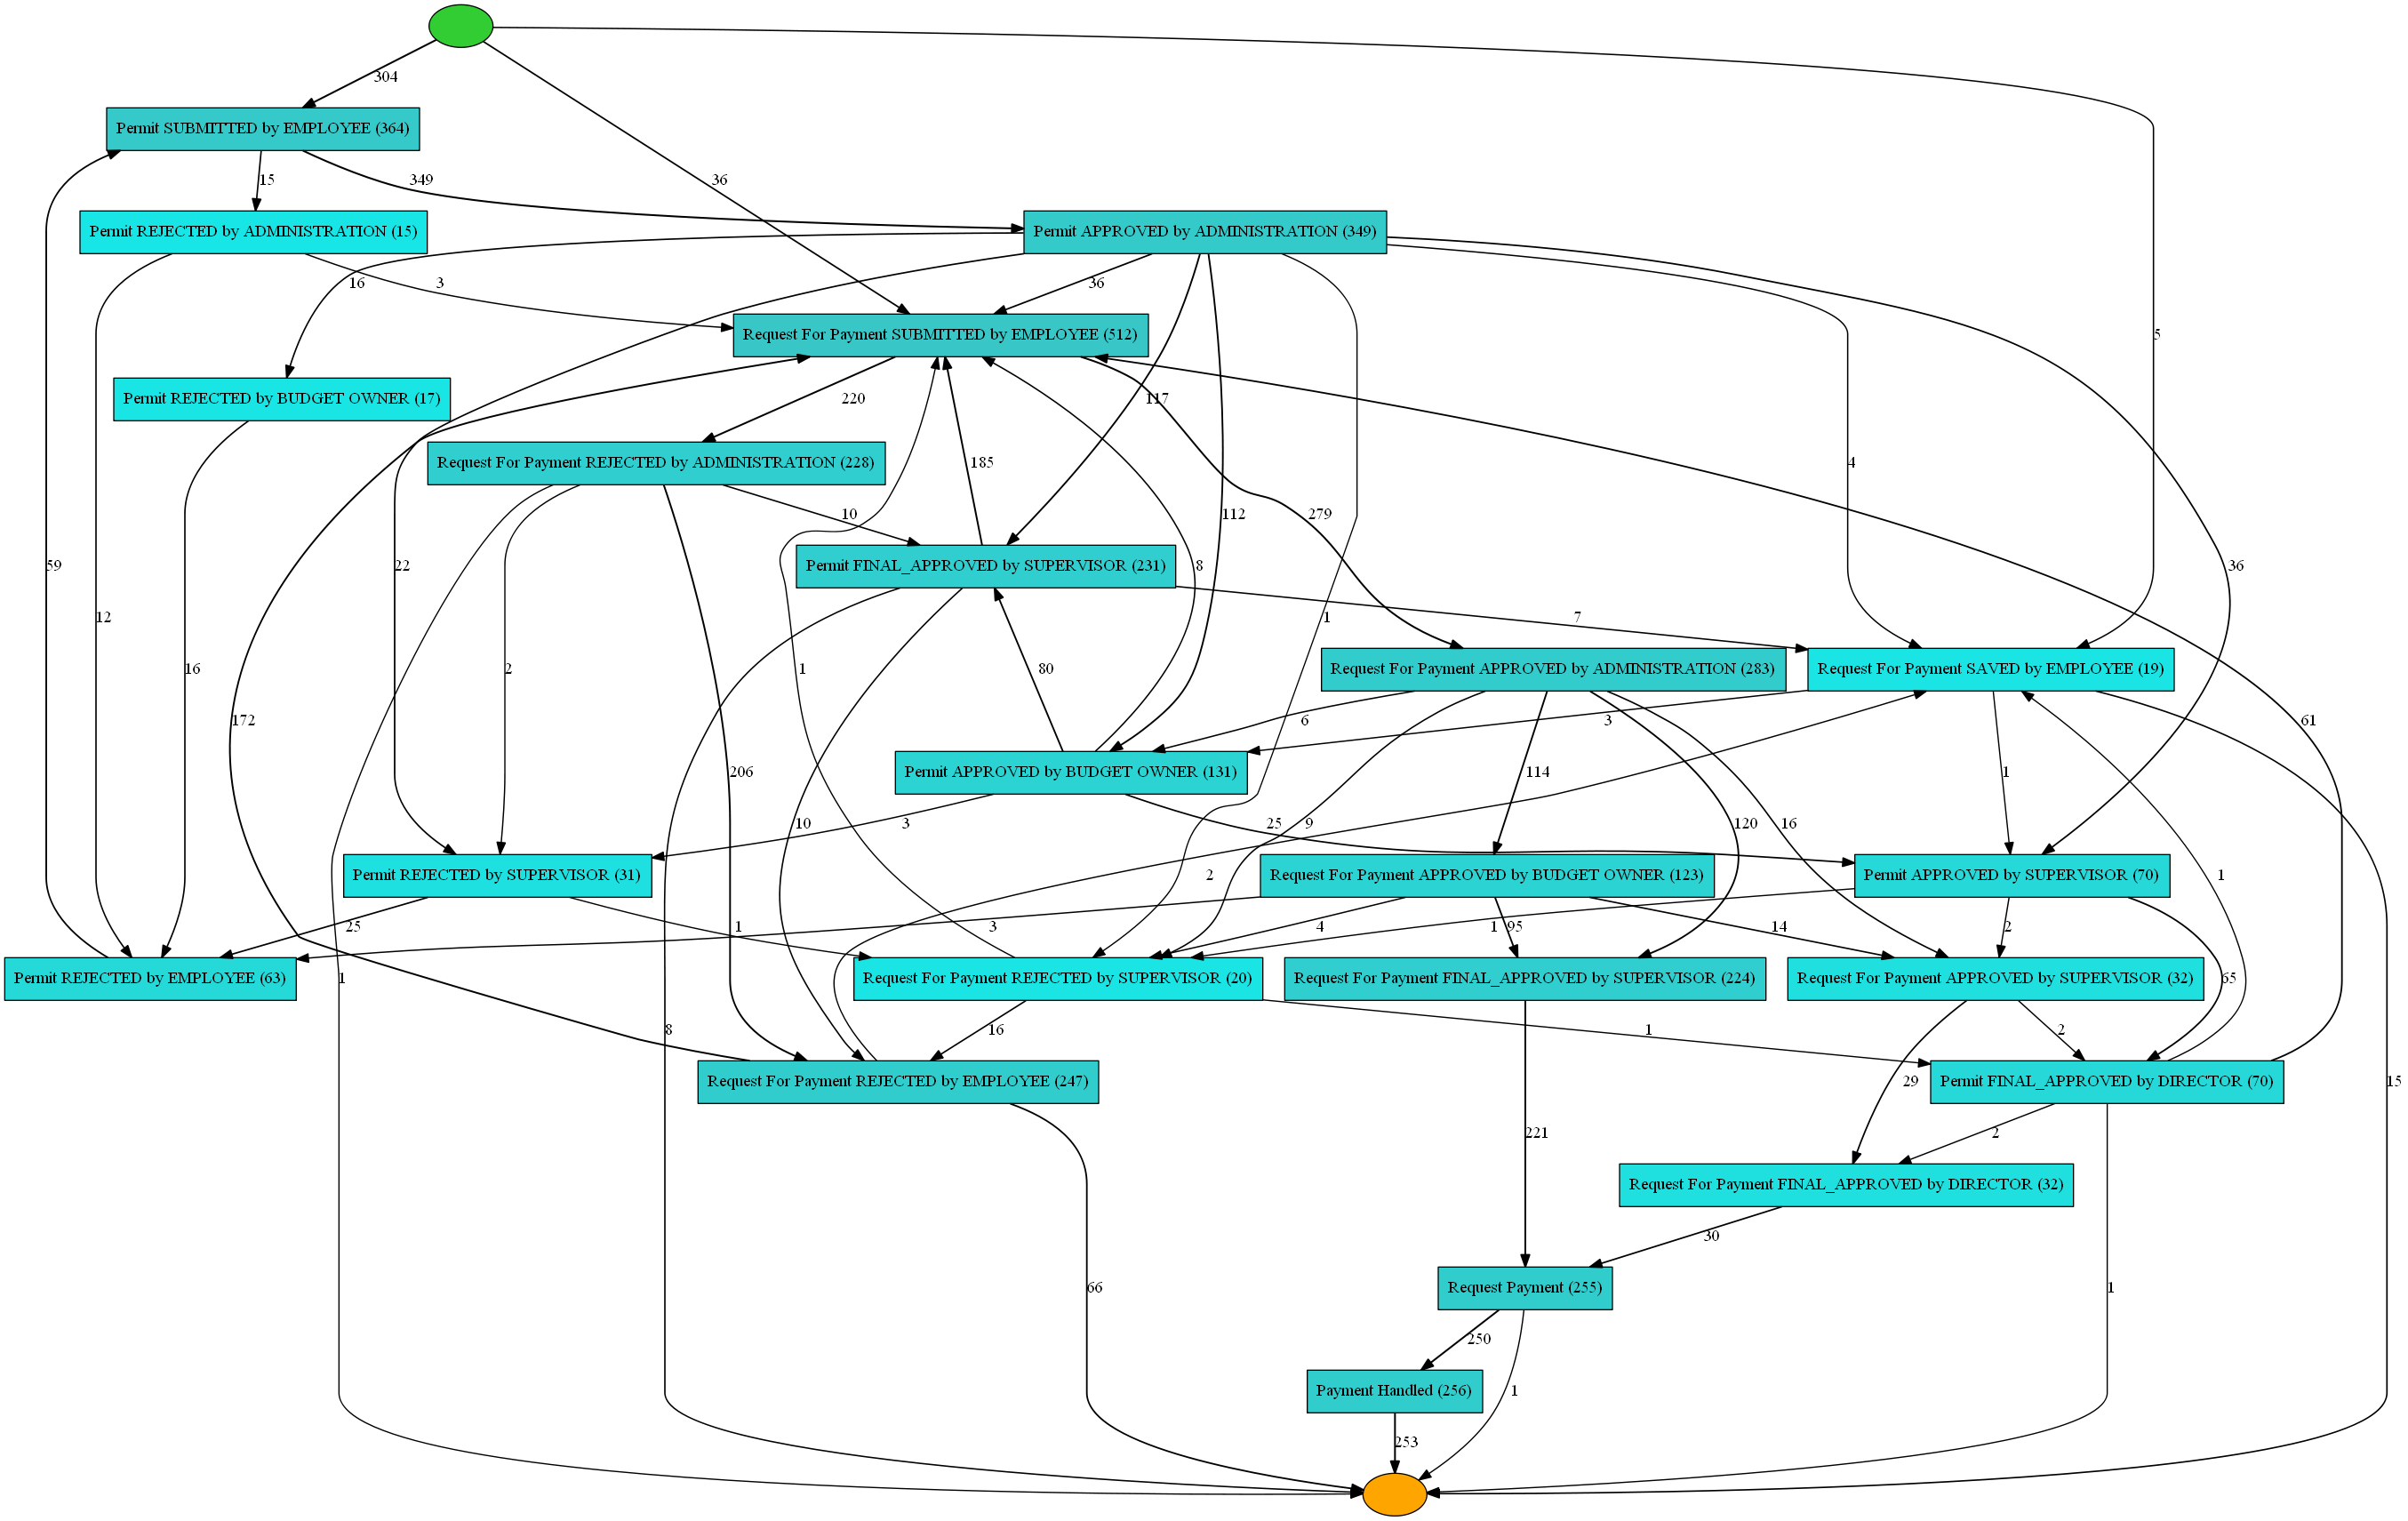 304
Permit SUBMITTED by EMPLOYEE (364)
15
349
36
5
Permit REJECTED by ADMINISTRATION (15)
Permit APPROVED by ADMINISTRATION (349)
16
3
36
Request For Payment SUBMITTED by EMPLOYEE (512)
Permit REJECTED by BUDGET OWNER (17)
220
117
4
Request For Payment REJECTED by ADMINISTRATION (228)
185
10
112
279
59
22
8
36
Permit FINAL_APPROVED by SUPERVISOR (231)
12
1
7
16
2
1
80
Request For Payment APPROVED by ADMINISTRATION (283)
Request For Payment SAVED by EMPLOYEE (19)
172
206
6
3
61
Permit APPROVED by BUDGET OWNER (131)
114
1
10
3
25
9
120
16
Permit REJECTED by SUPERVISOR (31)
2
Request For Payment APPROVED by BUDGET OWNER (123)
Permit APPROVED by SUPERVISOR (70)
1
25
1
3
4
95
1
14
2
65
Permit REJECTED by EMPLOYEE (63)
1
Request For Payment REJECTED by SUPERVISOR (20)
Request For Payment FINAL_APPROVED by SUPERVISOR (224)
Request For Payment APPROVED by SUPERVISOR (32)
8
16
1
2
Request For Payment REJECTED by EMPLOYEE (247)
29
Permit FINAL_APPROVED by DIRECTOR (70)
15
221
2
Request For Payment FINAL_APPROVED by DIRECTOR (32)
30
66
Request Payment (255)
1
250
Payment Handled (256)
1
253